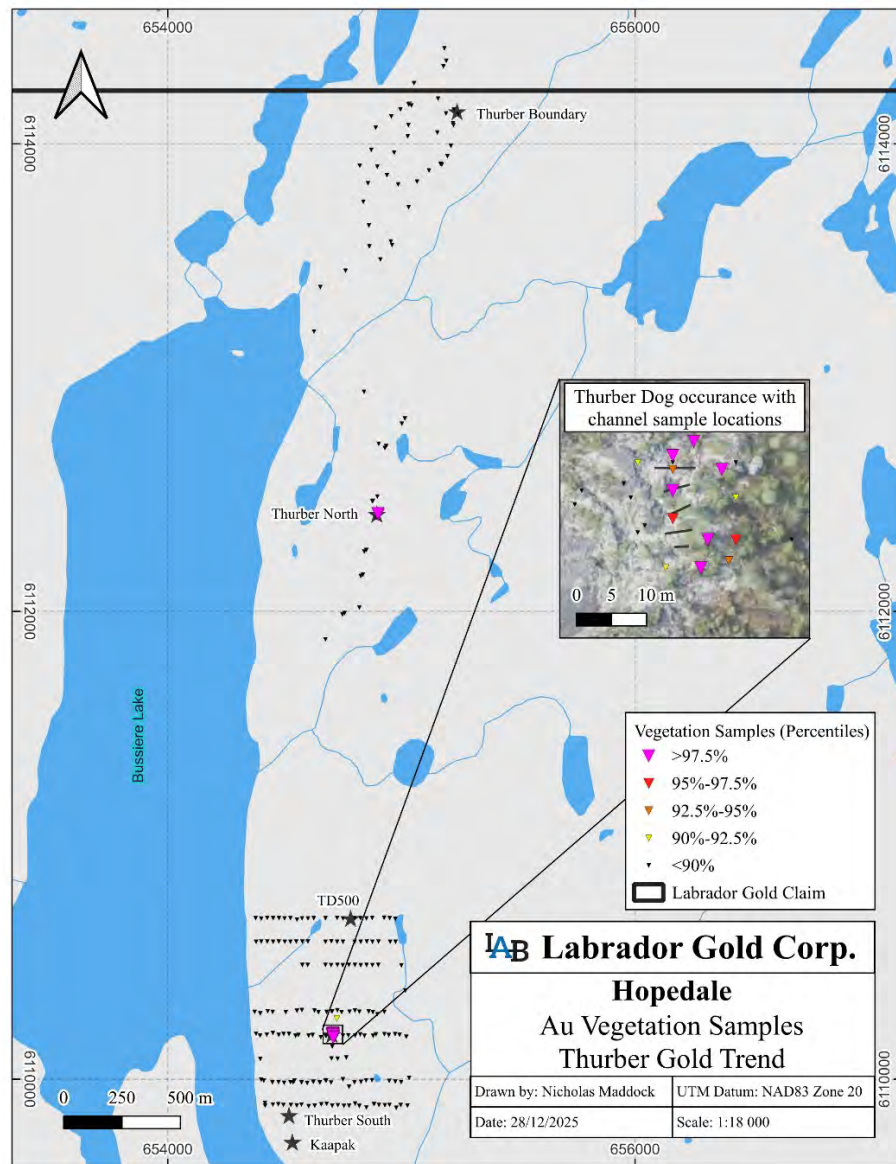 654000
656000
Thurber Boundary
6114000
6114000
Thurber Dog occurance with
channel sample locations
0 5 10 m
Thurber North
6112000
6112000
Bussiere Lake
Vegetation Samples (Percentiles)
>97.5%
95%-97.5%
92.5%-95%
90%-92.5%
<90%
Labrador Gold Claim
TD500
LAB Labrador Gold Corp.
Hopedale
Au Vegetation Samples
Thurber Gold Trend
Drawn by: Nicholas Maddock
UTM Datum: NAD83 Zone 20
Date: 28/12/2025
Scale: 1:18 000
6110000
6110000
0 250 500 m
Thurber South
Kaapak
654000
656000